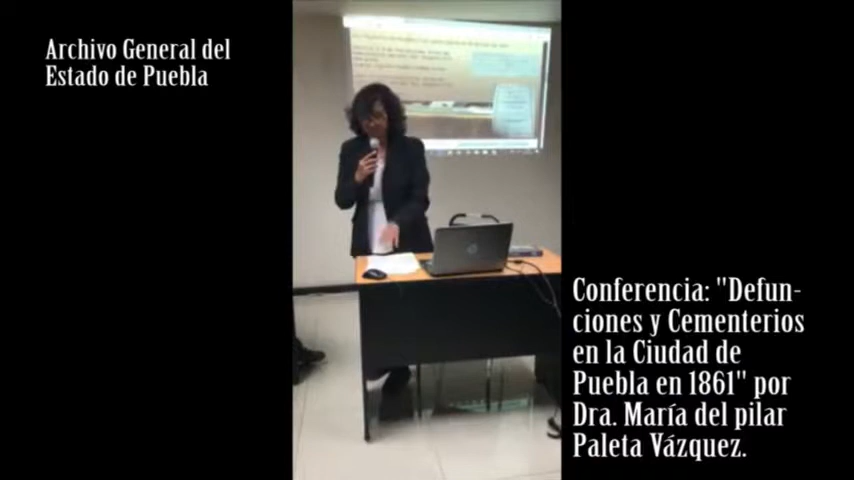 Archivo General del
Estado de Puebla
Conferencia: "Defun-
ciones y Cementerios
en la Ciudad de
Puebla en 1861" por
Dra. María del pilar
Paleta Vázquez.